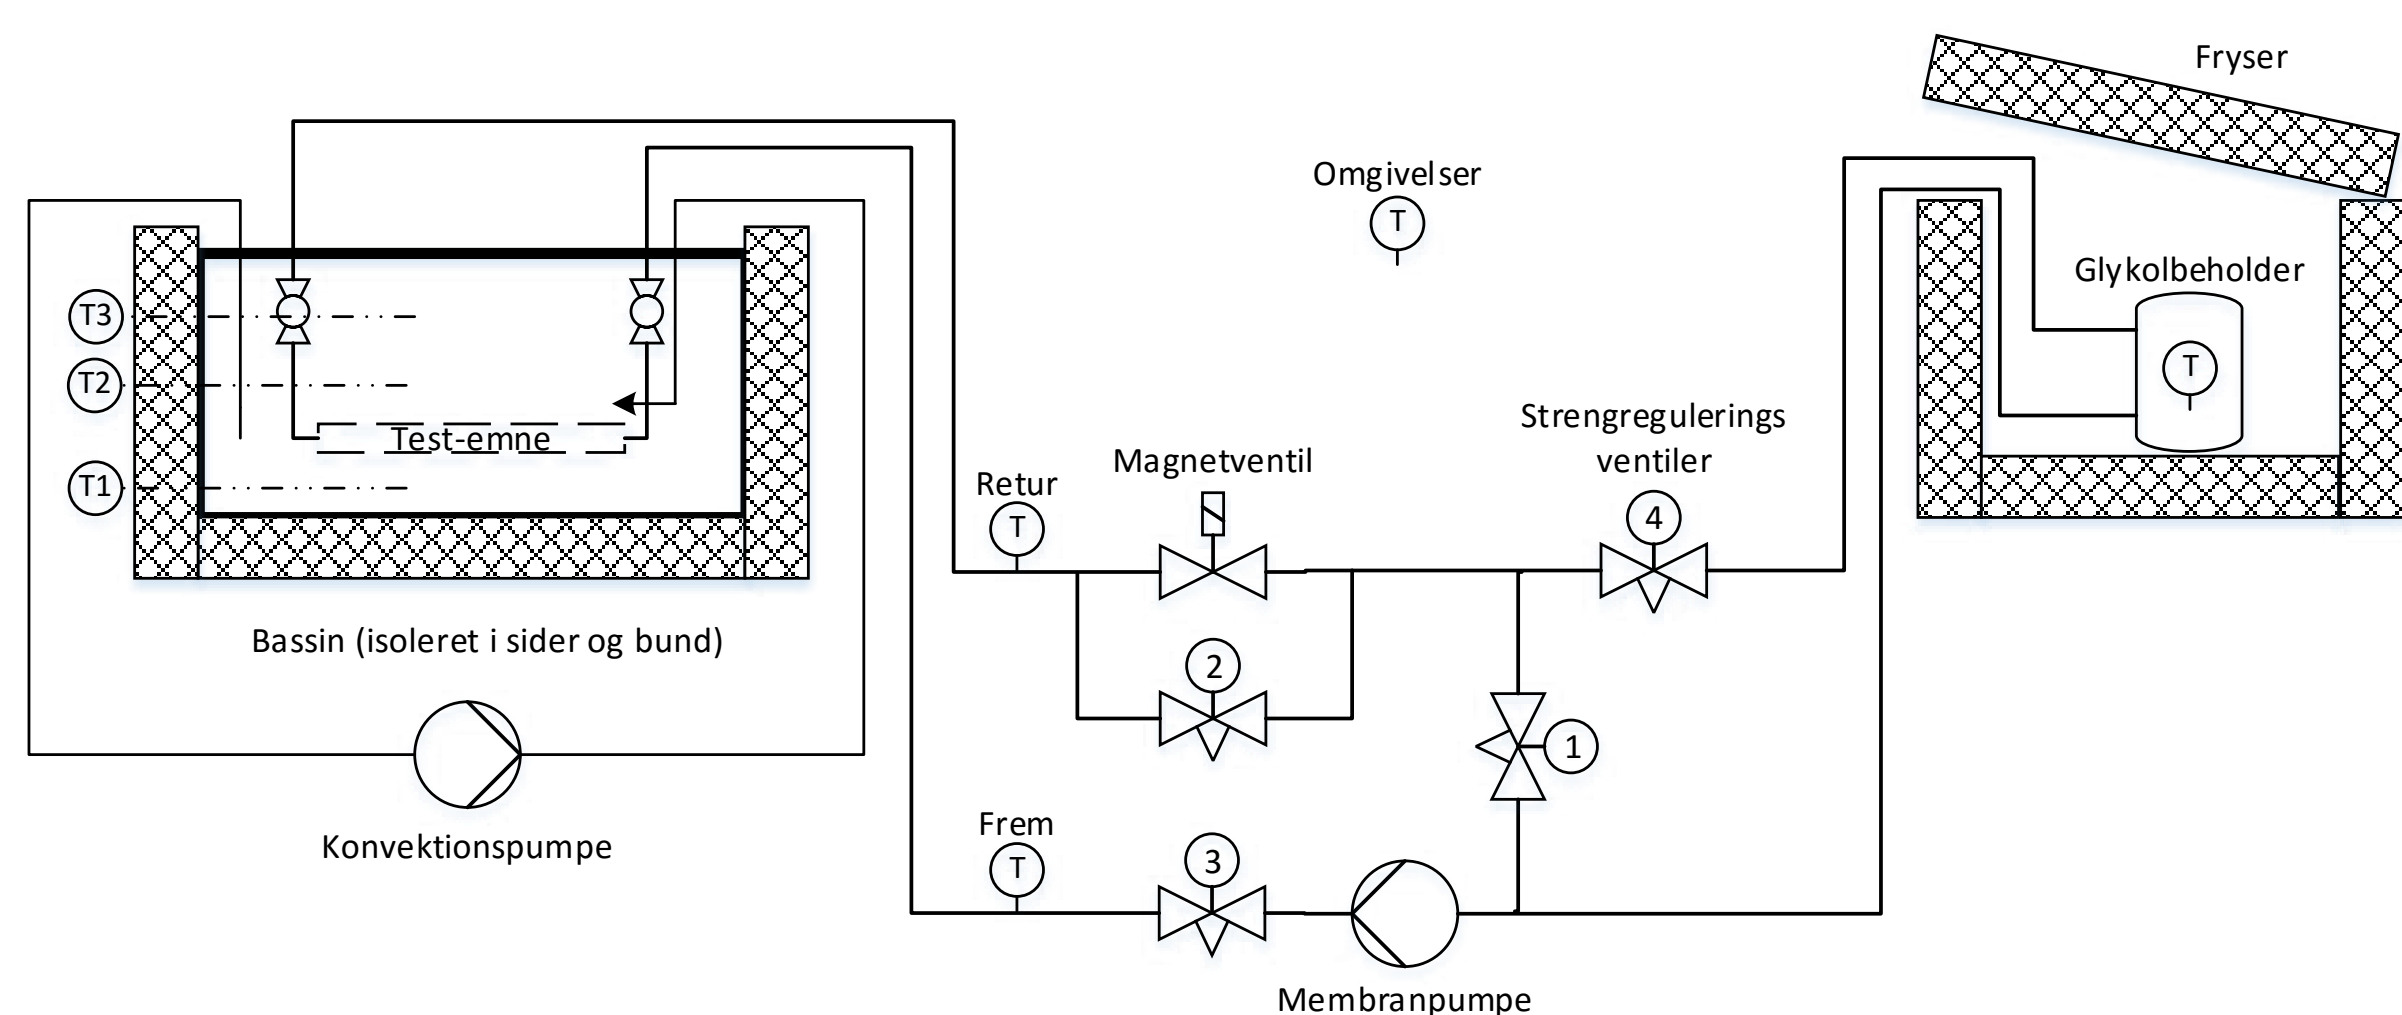 Fryser
Omgivelser
T
Glykolbeholder
T
T3
T2
T1
Test-emne
Strengregulerings
ventiler
4
Magnetventil
Retur
T
2
1
Bassin (isoleret i sider og bund)
Konvektionspumpe
Frem
T
3
Membranpumpe